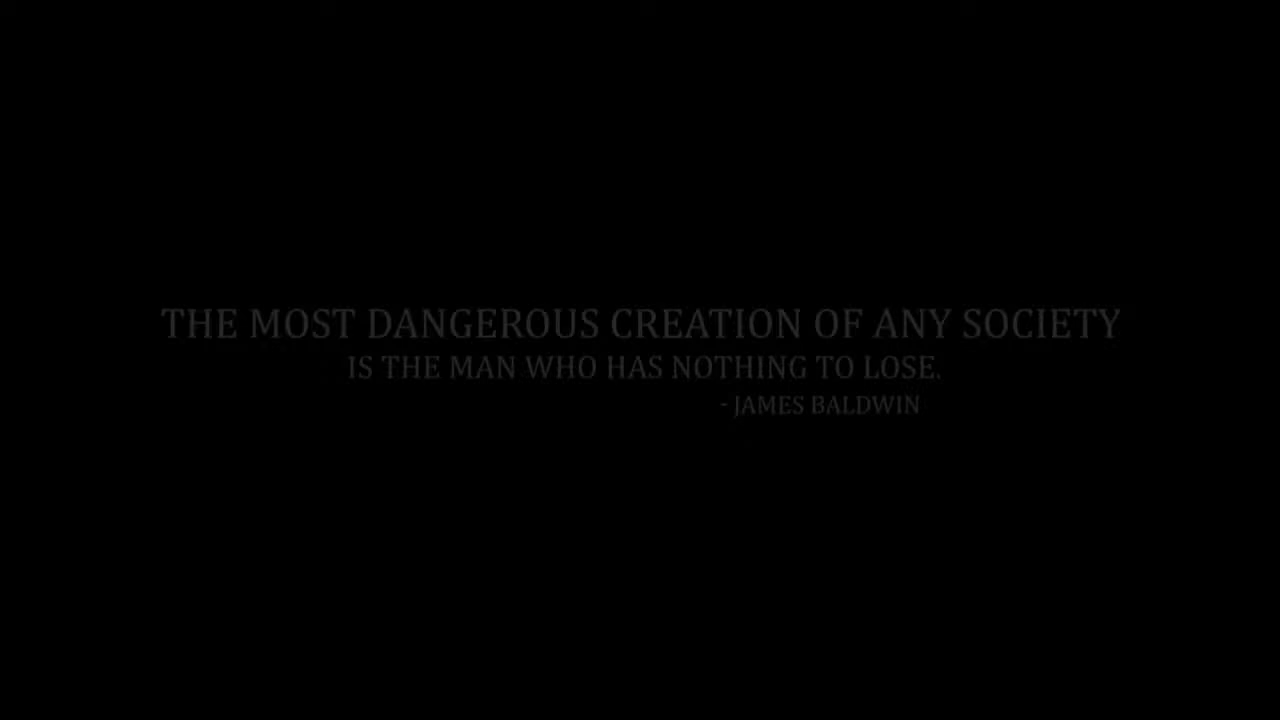 THE MOST DANGEROUS CREATION OF ANY SOCIETY
IS THE MAN WHO HAS NOTHING TO LOSE.
- JAMES BALDWIN